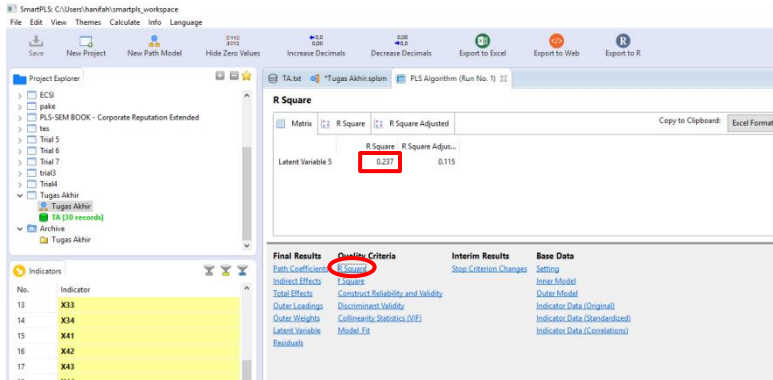 SmartPLS: C:\Users\hanifah\smartpls_workspace
File Edit View Themes Calculate Info Language
Save New Project New Path Model Hide Zero Values Increase Decimals Decrease Decimals Export to Excel Export to Web Export to R
Project Explorer
ECSI
pake
PLS-SEM BOOK - Corporate Reputation Extended
tes
Trial 5
Trial 6
Trial 7
trial3
Trial4
Tugas Akhir
Tugas Akhir
TA [30 records]
Archive
Tugas Akhir
Indicators
No. Indicator
13 X33
14 X34
15 X41
16 X42
17 X43
TA.txt *Tugas Akhir.splsm PLS Algorithm (Run No. 1)
R Square
Matrix R Square R Square Adjusted Copy to Clipboard: Excel Format
R Square R Square Adjus...
Latent Variable 5 0.237 0.115
Final Results Quality Criteria Interim Results Base Data
Path Coefficients R Square Stop Criterion Changes Setting
Indirect Effects f Square Inner Model
Total Effects Construct Reliability and Validity Outer Model
Outer Loadings Discriminant Validity Indicator Data (Original)
Outer Weights Collinearity Statistics (VIF) Indicator Data (Standardized)
Latent Variable Model_Fit Indicator Data (Correlations)
Residuals